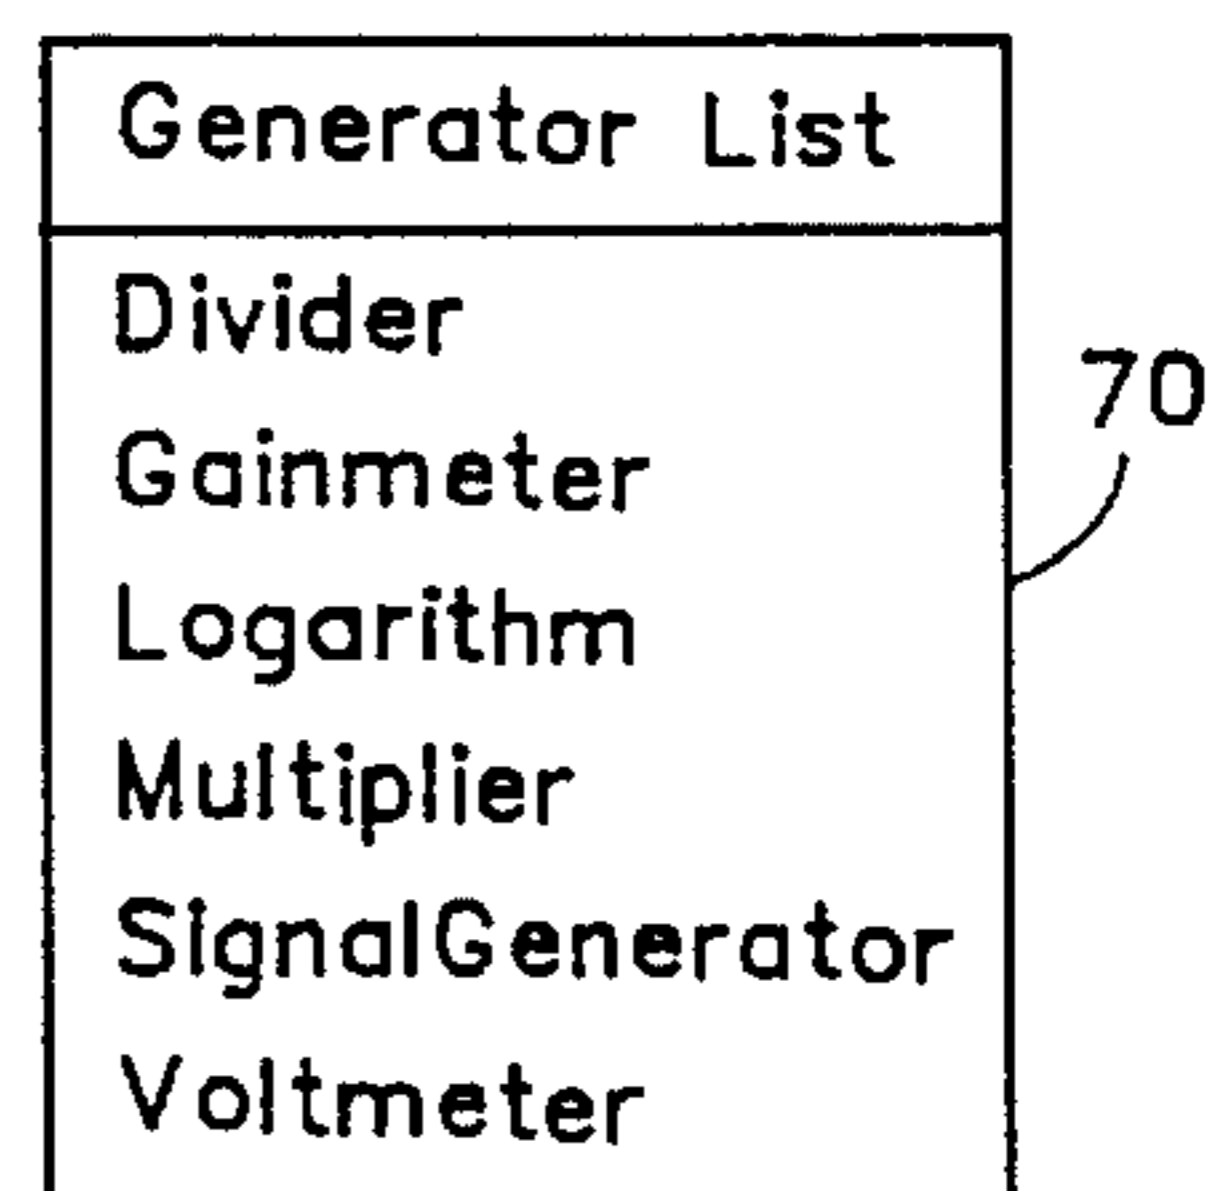 Generator List
Divider
70
Gainmeter
Logarithm
Multiplier
SignalGenerator
Voltmeter